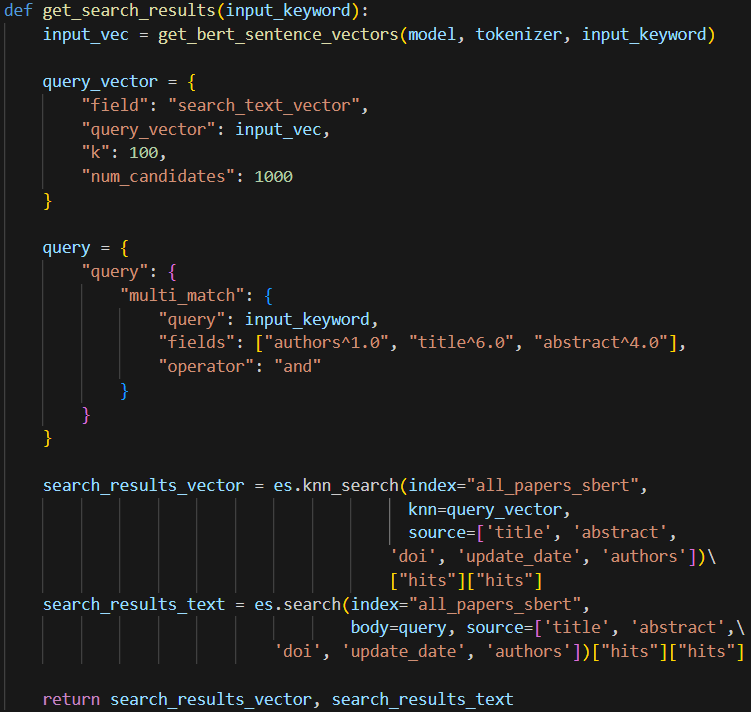 def get_search_results(input_keyword):
    input_vec = get_bert_sentence_vectors(model, tokenizer, input_keyword)

    query_vector = {
        "field": "search_text_vector",
        "query_vector": input_vec,
        "k": 100,
        "num_candidates": 1000
    }

    query = {
        "query": {
            "multi_match": {
                "query": input_keyword,
                "fields": ["authors^1.0", "title^6.0", "abstract^4.0"],
                "operator": "and"
            }
        }
    }

    search_results_vector = es.knn_search(index="all_papers_sbert",
                                          knn=query_vector,
                                          source=['title', 'abstract',
                                        'doi', 'update_date', 'authors'])\
                                        ["hits"]["hits"]
    search_results_text = es.search(index="all_papers_sbert",
                                    body=query, source=['title', 'abstract',\
                            'doi', 'update_date', 'authors'])["hits"]["hits"]

    return search_results_vector, search_results_text